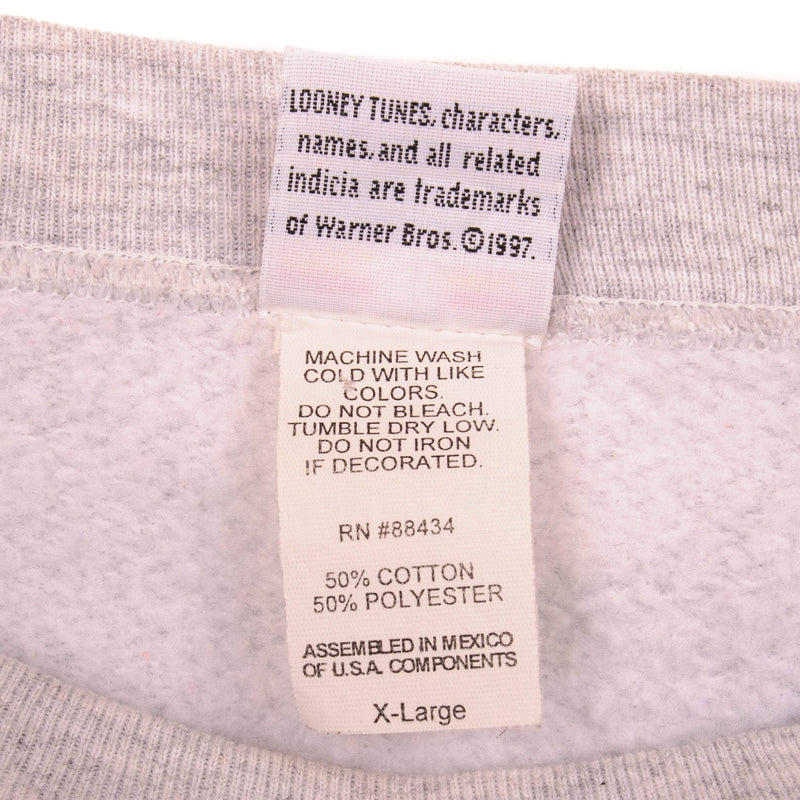 LOONEY TUNES, characters,
names, and all related
indicia are trademarks
of Warner Bros. ©1997.
MACHINE WASH
COLD WITH LIKE
COLORS.
DO NOT BLEACH.
TUMBLE DRY LOW.
DO NOT IRON
IF DECORATED.
RN #88434
50% COTTON
50% POLYESTER
ASSEMBLED IN MEXICO
OF U.S.A. COMPONENTS
X-Large